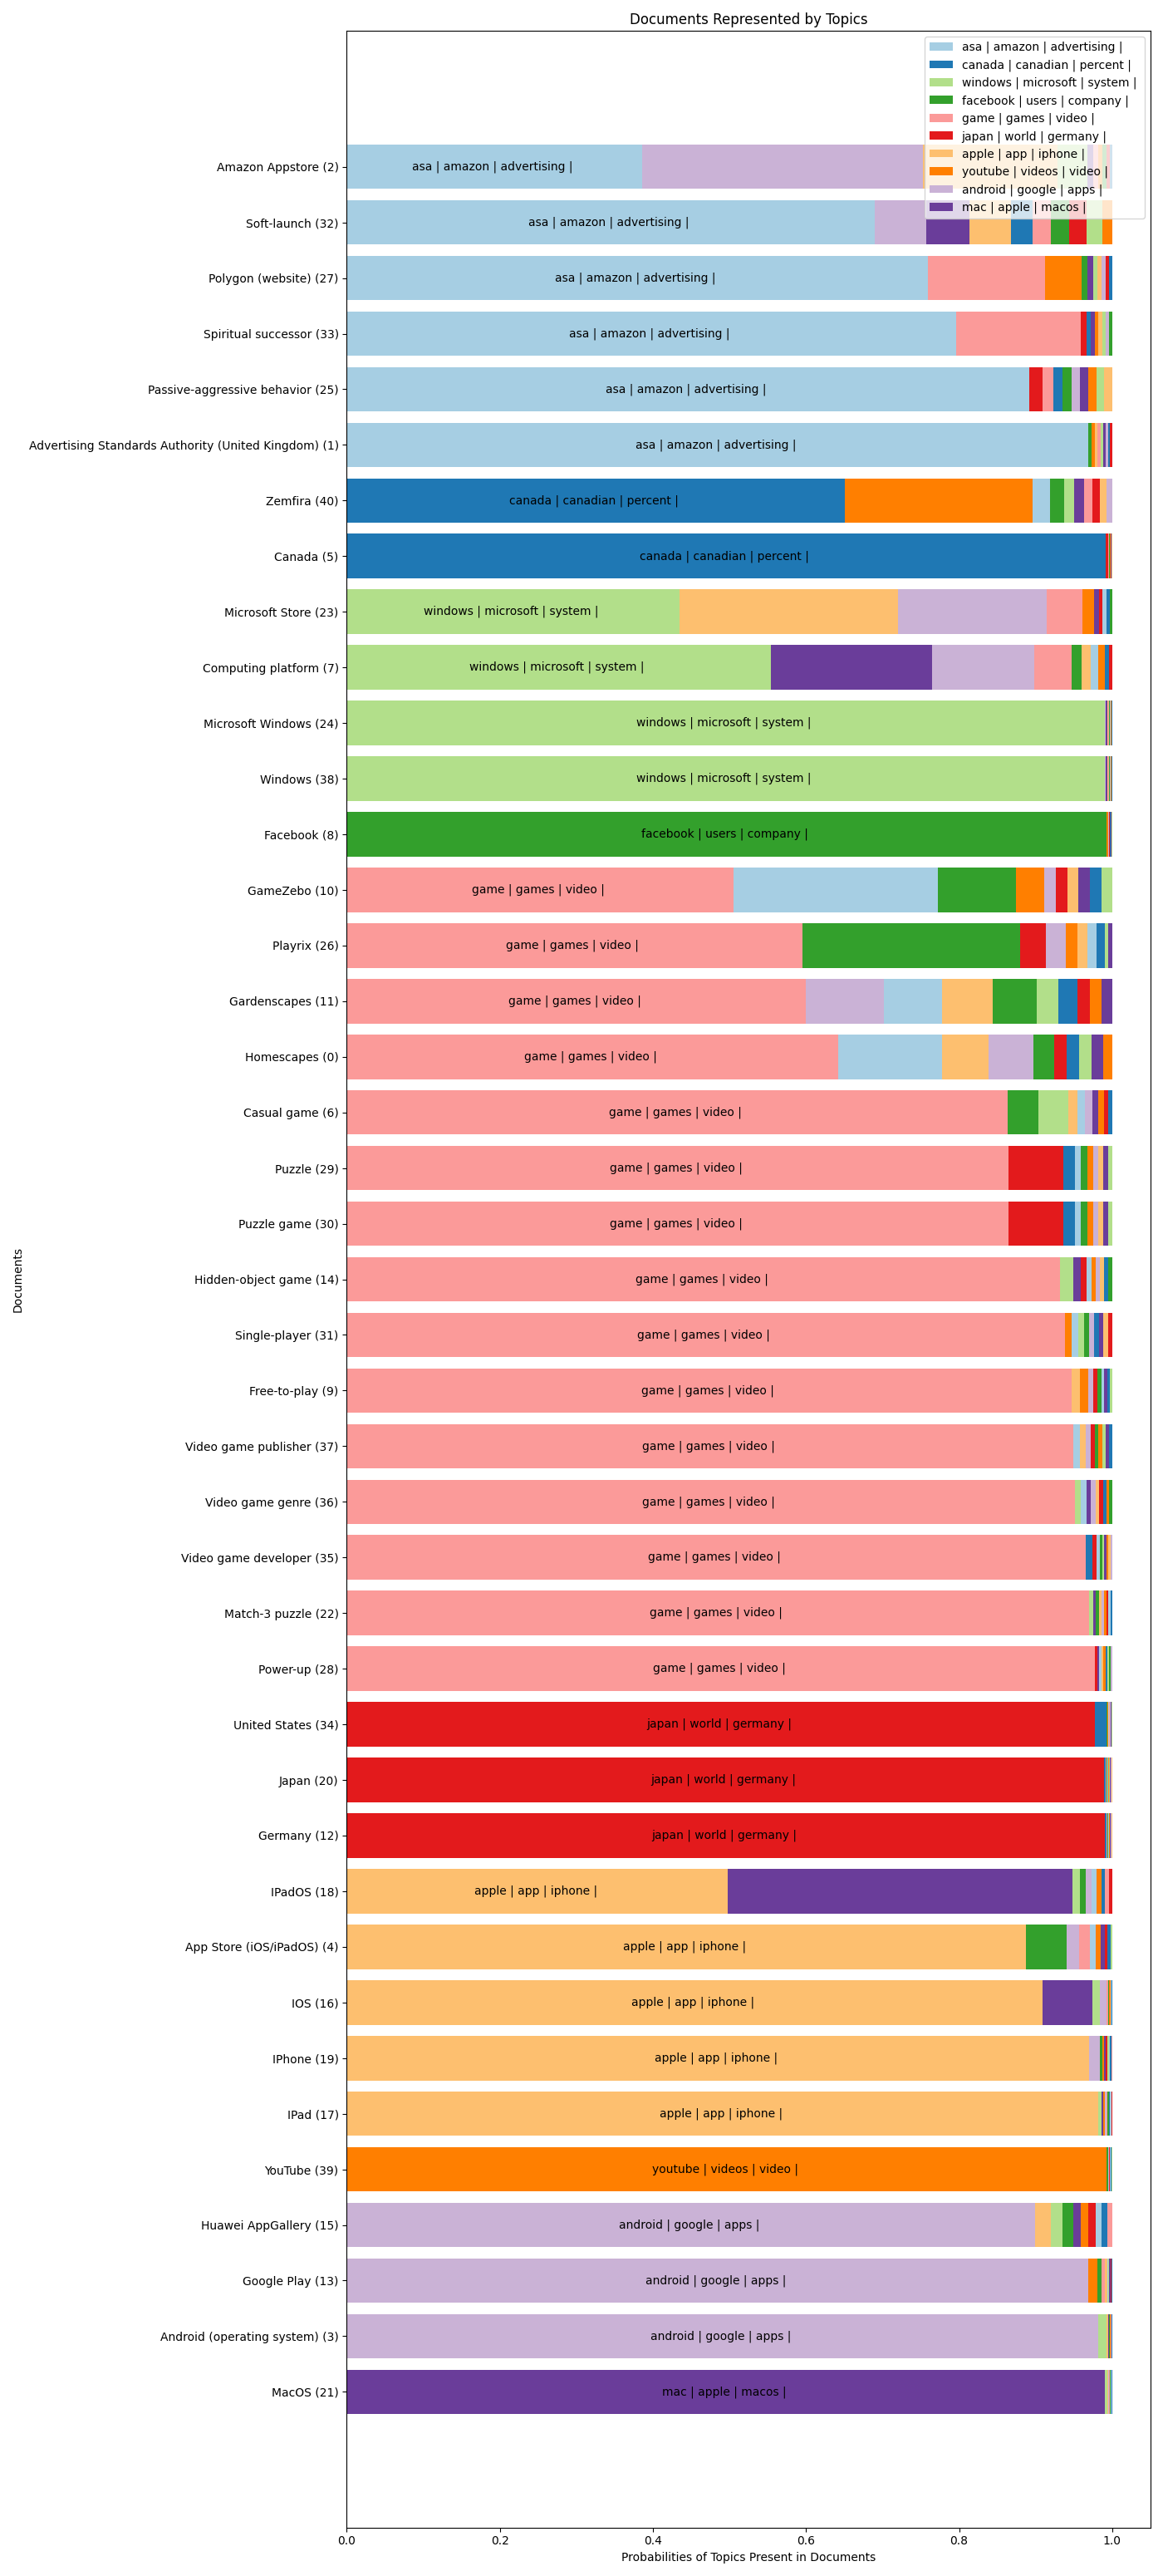 Documents Represented by Topics
asa | amazon | advertising |
canada | canadian | percent |
windows | microsoft | system |
facebook | users | company |
game | games | video |
japan | world | germany |
apple | app | iphone |
youtube | videos | video |
android | google | apps |
mac | apple | macos |
Amazon Appstore (2) asa | amazon | advertising |
Soft-launch (32) asa | amazon | advertising |
Polygon (website) (27) asa | amazon | advertising |
Spiritual successor (33) asa | amazon | advertising |
Passive-aggressive behavior (25) asa | amazon | advertising |
Advertising Standards Authority (United Kingdom) (1) asa | amazon | advertising |
Zemfira (40) canada | canadian | percent |
Canada (5) canada | canadian | percent |
Microsoft Store (23) windows | microsoft | system |
Computing platform (7) windows | microsoft | system |
Microsoft Windows (24) windows | microsoft | system |
Windows (38) windows | microsoft | system |
Facebook (8) facebook | users | company |
GameZebo (10) game | games | video |
Playrix (26) game | games | video |
Gardenscapes (11) game | games | video |
Homescapes (0) game | games | video |
Casual game (6) game | games | video |
Puzzle (29) game | games | video |
Puzzle game (30) game | games | video |
Hidden-object game (14) game | games | video |
Single-player (31) game | games | video |
Free-to-play (9) game | games | video |
Video game publisher (37) game | games | video |
Video game genre (36) game | games | video |
Video game developer (35) game | games | video |
Match-3 puzzle (22) game | games | video |
Power-up (28) game | games | video |
United States (34) japan | world | germany |
Japan (20) japan | world | germany |
Germany (12) japan | world | germany |
IPadOS (18) apple | app | iphone |
App Store (iOS/iPadOS) (4) apple | app | iphone |
IOS (16) apple | app | iphone |
IPhone (19) apple | app | iphone |
IPad (17) apple | app | iphone |
YouTube (39) youtube | videos | video |
Huawei AppGallery (15) android | google | apps |
Google Play (13) android | google | apps |
Android (operating system) (3) android | google | apps |
MacOS (21) mac | apple | macos |
Documents
0.0 0.2 0.4 0.6 0.8 1.0
Probabilities of Topics Present in Documents